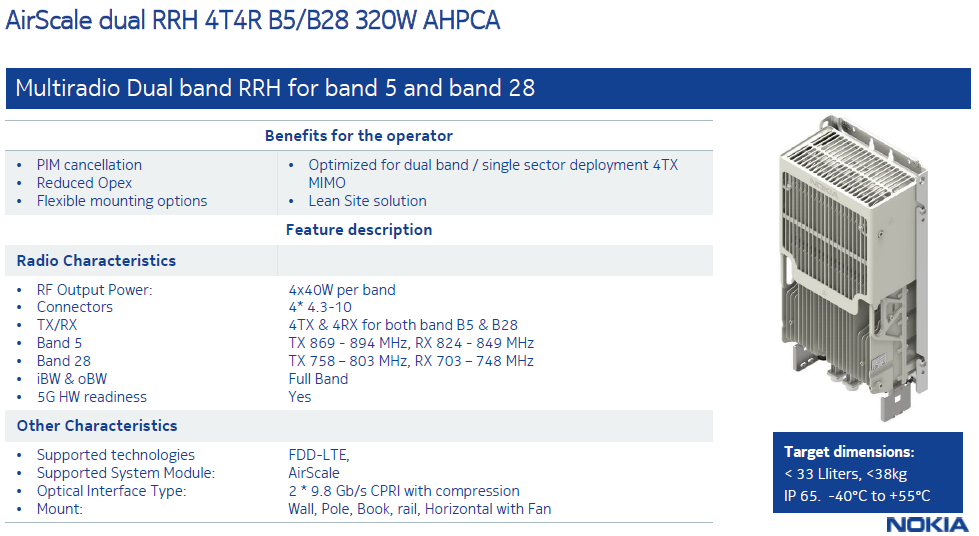 AirScale dual RRH 4T4R B5/B28 320W AHPCA
Multiradio Dual band RRH for band 5 and band 28
Benefits for the operator
• PIM cancellation
• Reduced Opex
• Flexible mounting options
• Optimized for dual band / single sector deployment 4TX
MIMO
• Lean Site solution
Feature description
Radio Characteristics
• RF Output Power: 4x40W per band
• Connectors 4* 4.3-10
• TX/RX 4TX & 4RX for both band B5 & B28
• Band 5 TX 869 - 894 MHz, RX 824 - 849 MHz
• Band 28 TX 758 – 803 MHz, RX 703 – 748 MHz
• iBW & oBW Full Band
• 5G HW readiness Yes
Other Characteristics
• Supported technologies FDD-LTE,
• Supported System Module: AirScale
• Optical Interface Type: 2 * 9.8 Gb/s CPRI with compression
• Mount: Wall, Pole, Book, rail, Horizontal with Fan
NOKIA
Target dimensions:
< 33 Lliters, <38kg
IP 65. -40°C to +55°C
NOKIA